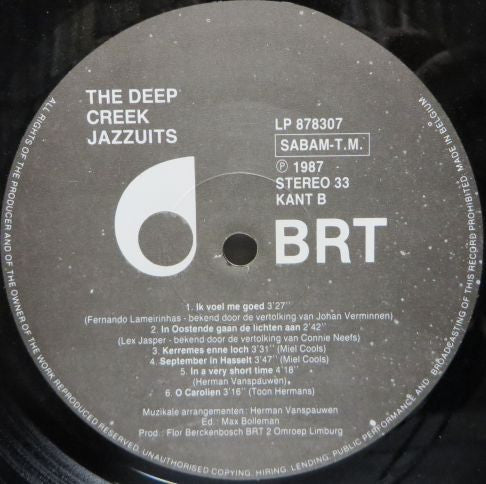 THE DEEP
CREEK
JAZZUITS
LP 878307
SABAM-T.M.
℗ 1987
STEREO 33
KANT B
BRT
1. Ik voel me goed 3'27''
(Fernando Lameirinhas - bekend door de vertolking van Johan Verminnen)
2. In Oostende gaan de lichten aan 2'42''
(Lex Jasper - bekend door de vertolking van Connie Neefs)
3. Kerremes enne loch 3'31'' (Miel Cools)
4. September in Hasselt 3'47'' (Miel Cools)
5. In a very short time 4'18''
(Herman Vanspauwen)
6. O Carolien 3'16'' (Toon Hermans)
Muzikale arrangementen : Herman Vanspauwen
Ed. : Max Bolleman
Prod. : Flor Berckenbosch BRT 2 Omroep Limburg
ALL RIGHTS OF THE PRODUCER AND OF THE OWNER OF THE WORK REPRODUCED RESERVED. UNAUTHORISED COPYING. HIRING. LENDING. PUBLIC PERFORMANCE AND BROADCASTING OF THIS RECORD PROHIBITED. MADE IN BELGIUM